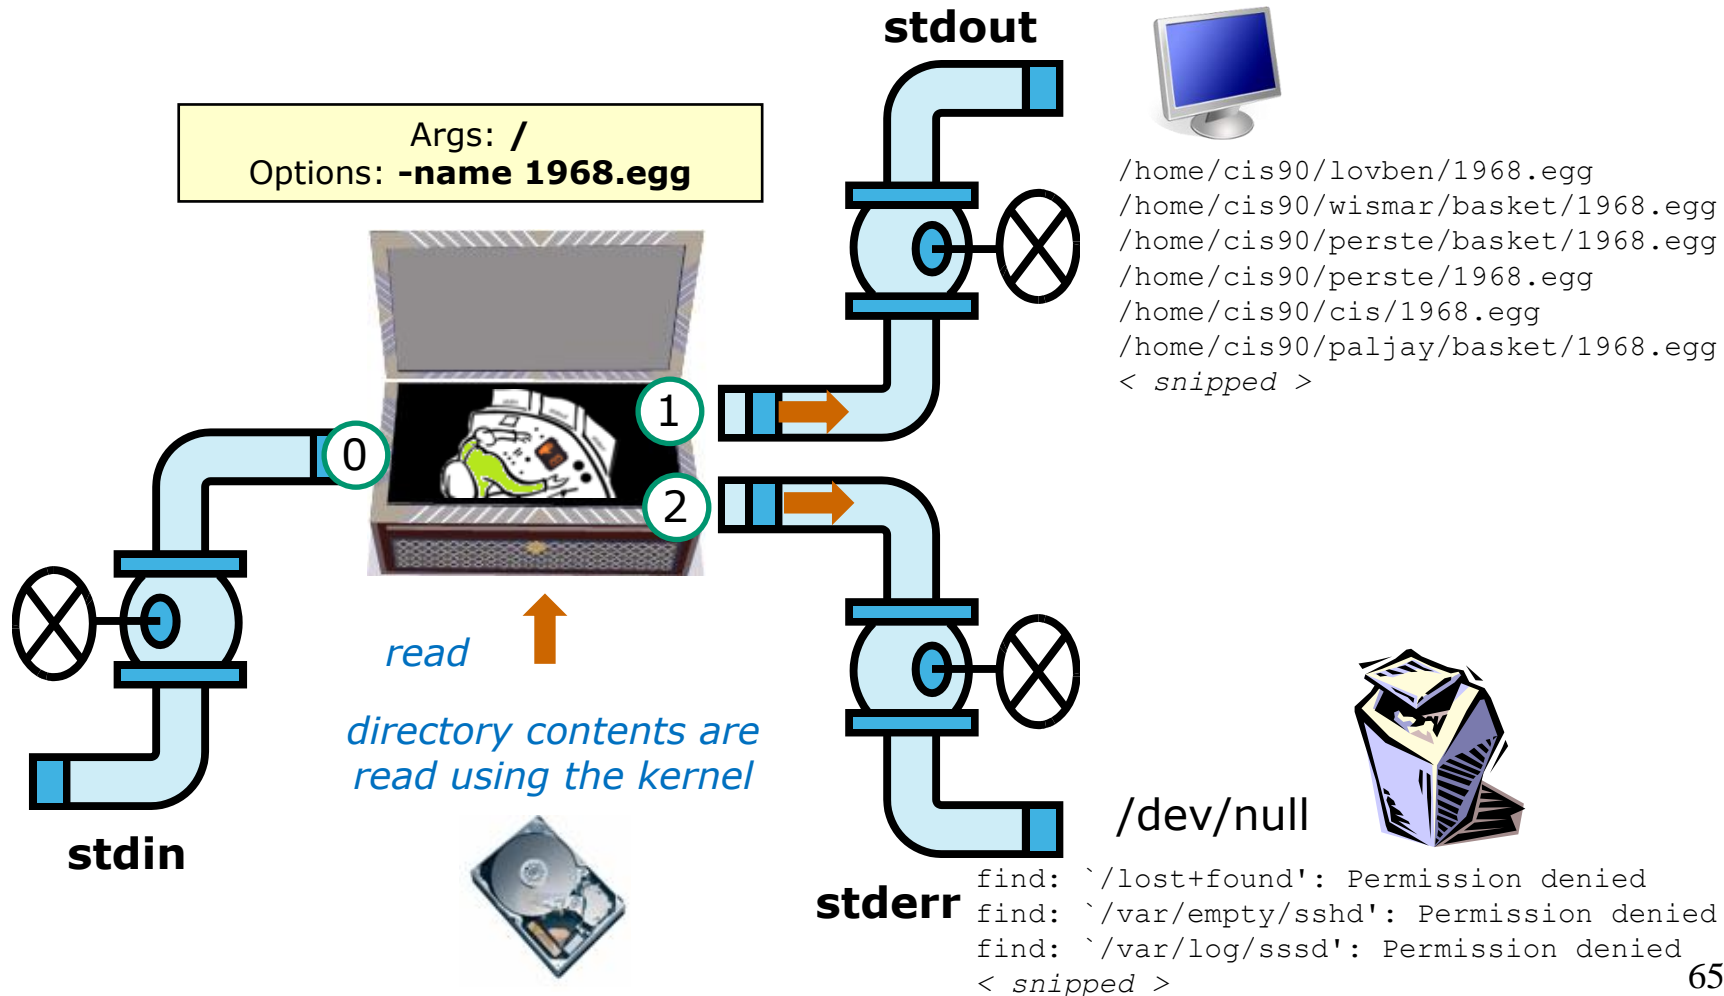 stdout
Args: /
Options: -name 1968.egg
/home/cis90/lovben/1968.egg
/home/cis90/wismar/basket/1968.egg
/home/cis90/perste/basket/1968.egg
/home/cis90/perste/1968.egg
/home/cis90/cis/1968.egg
/home/cis90/paljay/basket/1968.egg
< snipped >
1
0
2
read
directory contents are
read using the kernel
stdin
/dev/null
stderr
find: `/lost+found': Permission denied
find: `/var/empty/sshd': Permission denied
find: `/var/log/sssd': Permission denied
< snipped >
65